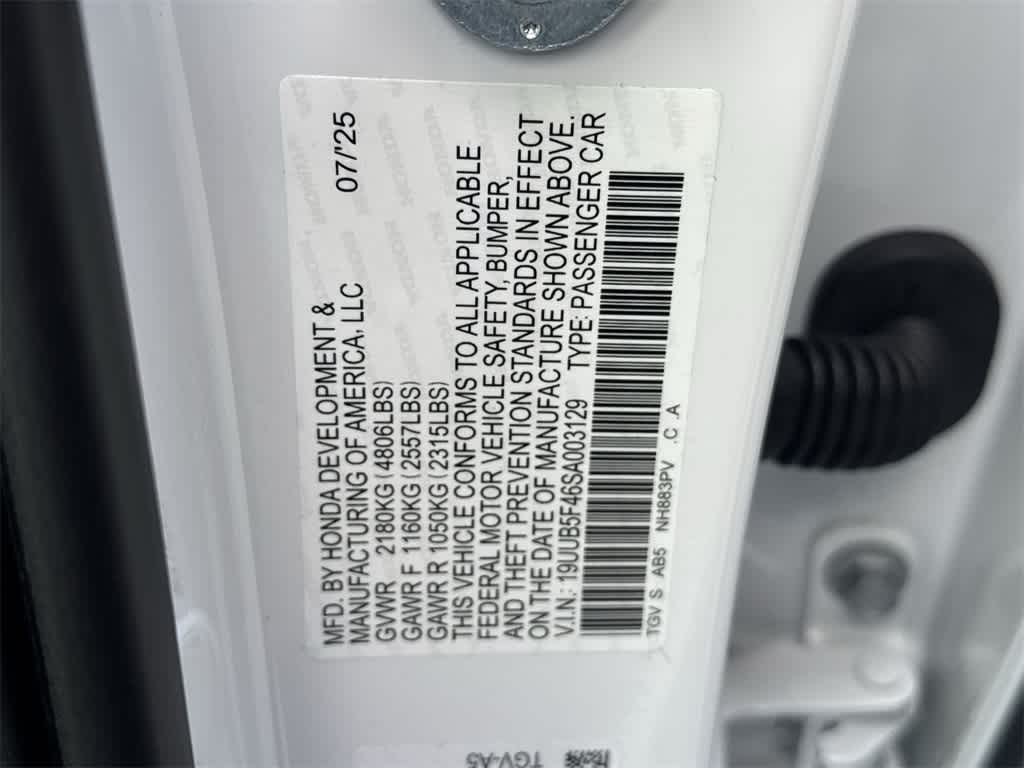 MFD. BY HONDA DEVELOPMENT & 07/'25
MANUFACTURING OF AMERICA, LLC
GVWR 2180KG (4806LBS)
GAWR F 1160KG (2557LBS)
GAWR R 1050KG (2315LBS)
THIS VEHICLE CONFORMS TO ALL APPLICABLE
FEDERAL MOTOR VEHICLE SAFETY, BUMPER,
AND THEFT PREVENTION STANDARDS IN EFFECT
ON THE DATE OF MANUFACTURE SHOWN ABOVE.
V.I.N.: 19UUB5F46SA003129 TYPE: PASSENGER CAR
TGV S AB5 NH883PV .C .A
TGV-A5